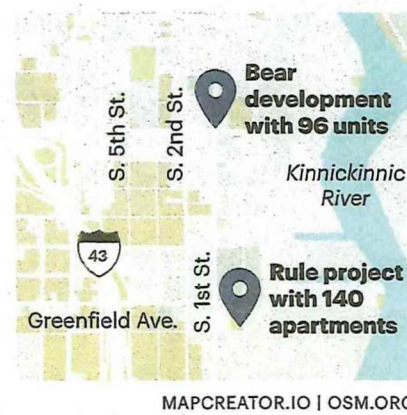 Bear
development
with 96 units
S. 5th St.
S. 2nd St.
Kinnickinnic
River
43
S. 1st St.
Rule project
with 140
apartments
Greenfield Ave.
MAPCREATOR.IO | OSM.ORG